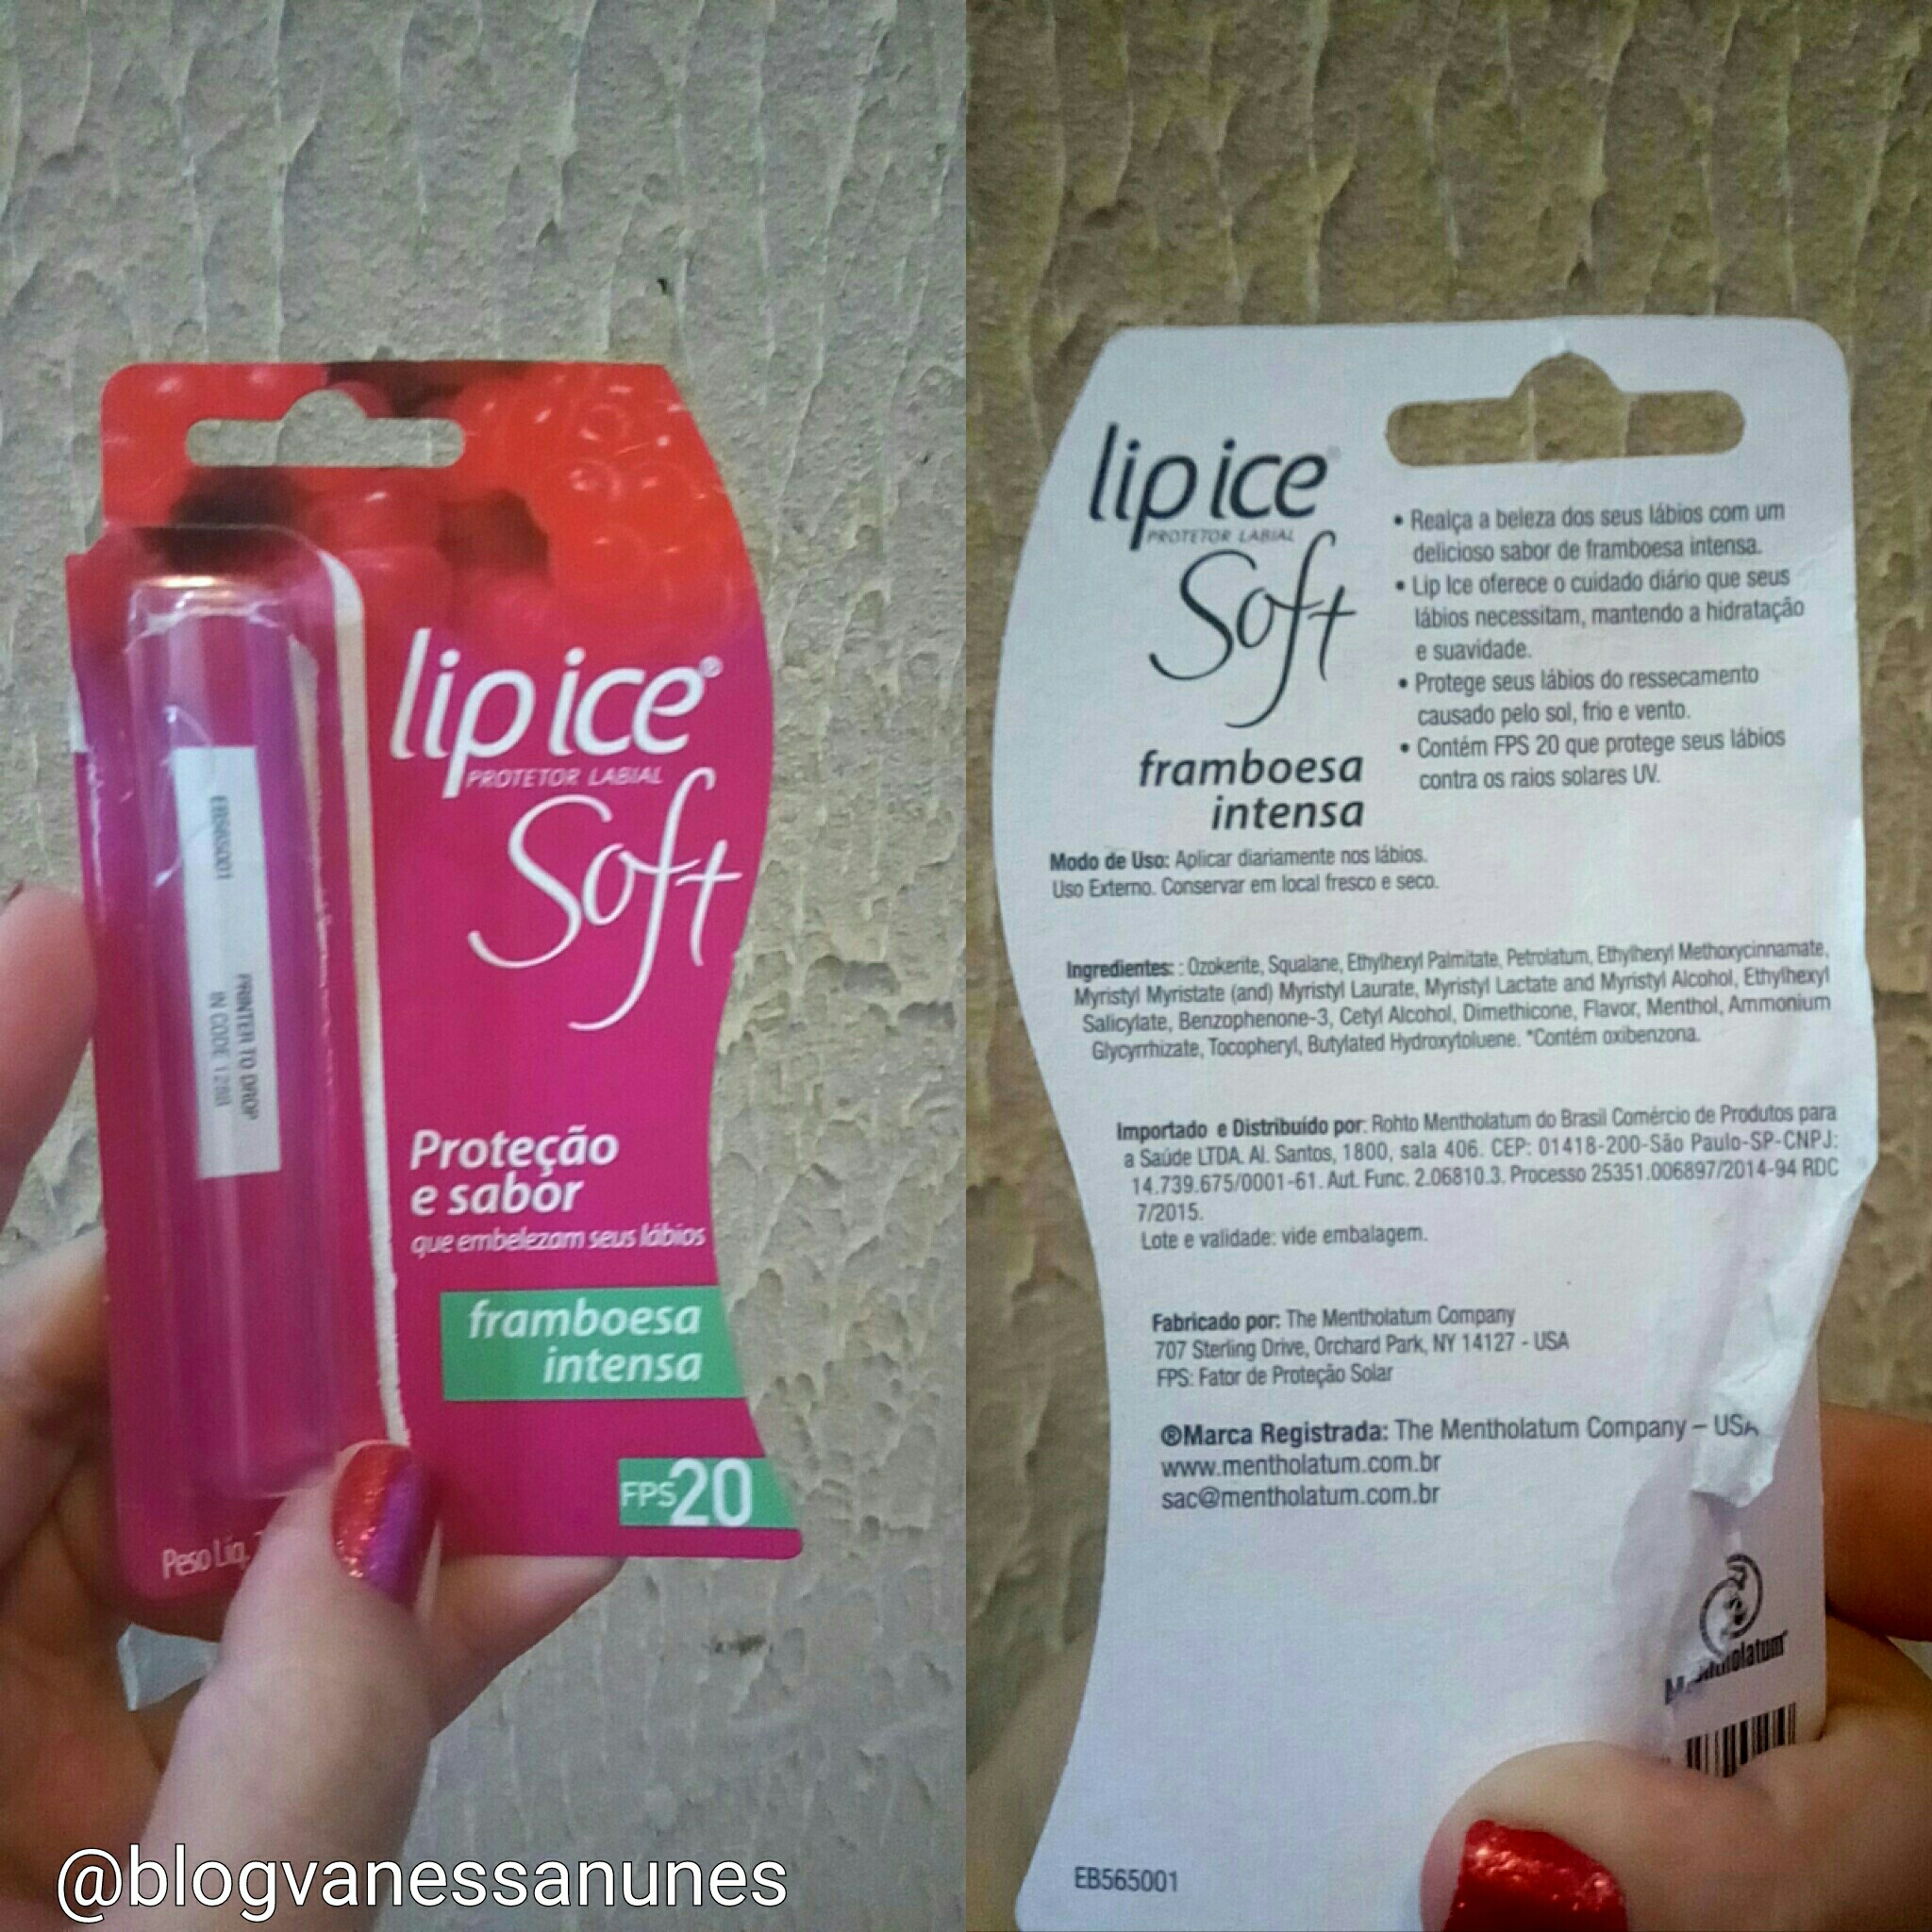 lip ice®
PROTETOR LABIAL
Soft
EB565001
PRINTER TO DROP
IN CODE 1288
Proteção
e sabor
que embelezam seus lábios
framboesa
intensa
FPS20
Peso Líq.
@blogvanessanunes
lip ice®
PROTETOR LABIAL
Soft
framboesa
intensa
• Realça a beleza dos seus lábios com um
delicioso sabor de framboesa intensa.
• Lip Ice oferece o cuidado diário que seus
lábios necessitam, mantendo a hidratação
e suavidade.
• Protege seus lábios do ressecamento
causado pelo sol, frio e vento.
• Contém FPS 20 que protege seus lábios
contra os raios solares UV.
Modo de Uso: Aplicar diariamente nos lábios.
Uso Externo. Conservar em local fresco e seco.
Ingredientes: : Ozokerite, Squalane, Ethylhexyl Palmitate, Petrolatum, Ethylhexyl Methoxycinnamate,
Myristyl Myristate (and) Myristyl Laurate, Myristyl Lactate and Myristyl Alcohol, Ethylhexyl
Salicylate, Benzophenone-3, Cetyl Alcohol, Dimethicone, Flavor, Menthol, Ammonium
Glycyrrhizate, Tocopheryl, Butylated Hydroxytoluene. *Contém oxibenzona.
Importado e Distribuído por: Rohto Mentholatum do Brasil Comércio de Produtos para
a Saúde LTDA. Al. Santos, 1800, sala 406. CEP: 01418-200-São Paulo-SP-CNPJ:
14.739.675/0001-61. Aut. Func. 2.06810.3. Processo 25351.006897/2014-94 RDC
7/2015.
Lote e validade: vide embalagem.
Fabricado por: The Mentholatum Company
707 Sterling Drive, Orchard Park, NY 14127 - USA
FPS: Fator de Proteção Solar
®Marca Registrada: The Mentholatum Company – USA
www.mentholatum.com.br
sac@mentholatum.com.br
Mentholatum
EB565001